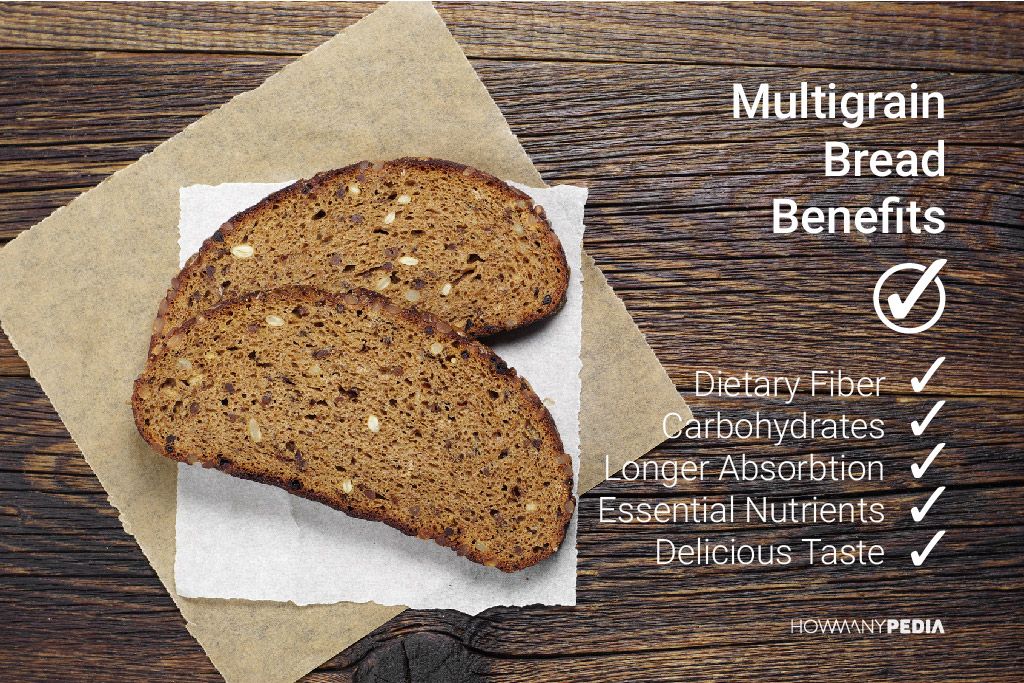 Multigrain
Bread
Benefits
Dietary Fiber
Carbohydrates
Longer Absorbtion
Essential Nutrients
Delicious Taste
HOWMANYPEDIA